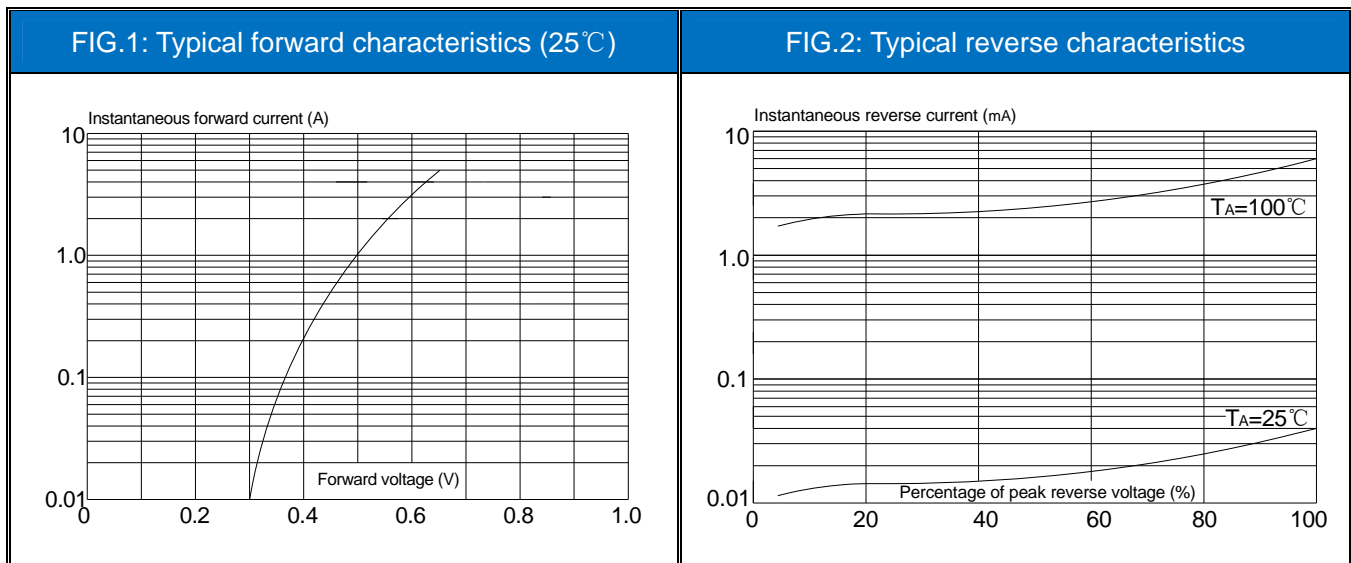 FIG.1: Typical forward characteristics (25℃)
Instantaneous forward current (A)
10
1.0
0.1
0.01
Forward voltage (V)
0 0.2 0.4 0.6 0.8 1.0
FIG.2: Typical reverse characteristics
Instantaneous reverse current (mA)
10
TA=100℃
1.0
0.1
TA=25℃
0.01
Percentage of peak reverse voltage (%)
0 20 40 60 80 100